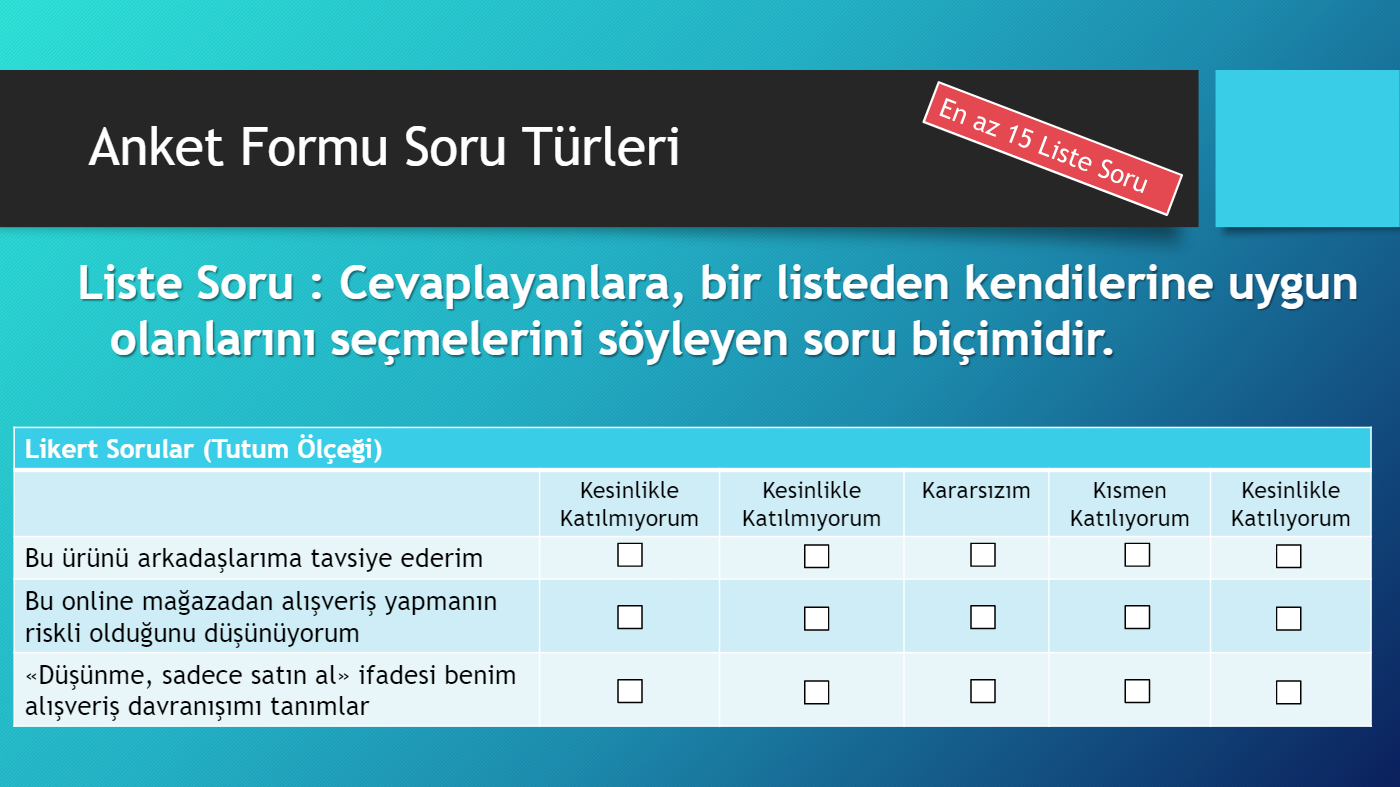 Anket Formu Soru Türleri
En az 15 Liste Soru
Liste Soru : Cevaplayanlara, bir listeden kendilerine uygun
olanlarını seçmelerini söyleyen soru biçimidir.
Likert Sorular (Tutum Ölçeği)
Kesinlikle
Katılmıyorum
Kesinlikle
Katılmıyorum
Kararsızım
Kısmen
Katılıyorum
Kesinlikle
Katılıyorum
Bu ürünü arkadaşlarıma tavsiye ederim
Bu online mağazadan alışveriş yapmanın
riskli olduğunu düşünüyorum
«Düşünme, sadece satın al» ifadesi benim
alışveriş davranışımı tanımlar